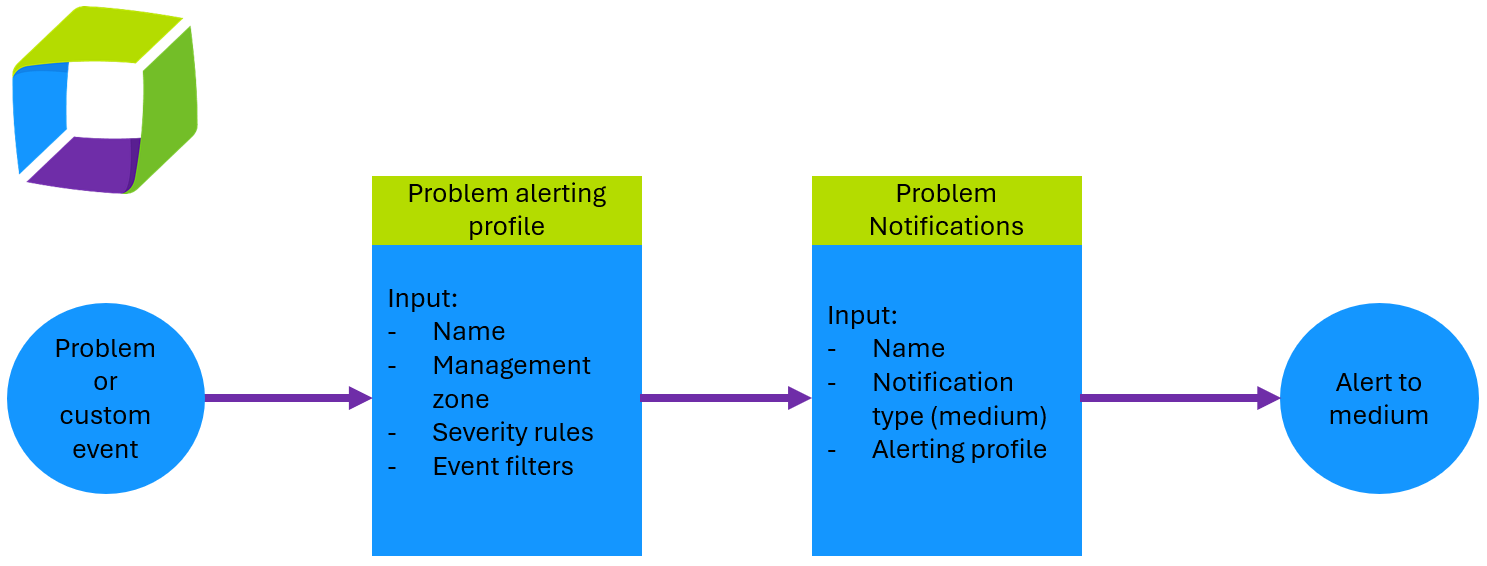 Problem alerting
profile
Problem
Notifications
Problem
or
custom
event
Input:
- Name
- Management
zone
- Severity rules
- Event filters
Input:
- Name
- Notification
type (medium)
- Alerting profile
Alert to
medium